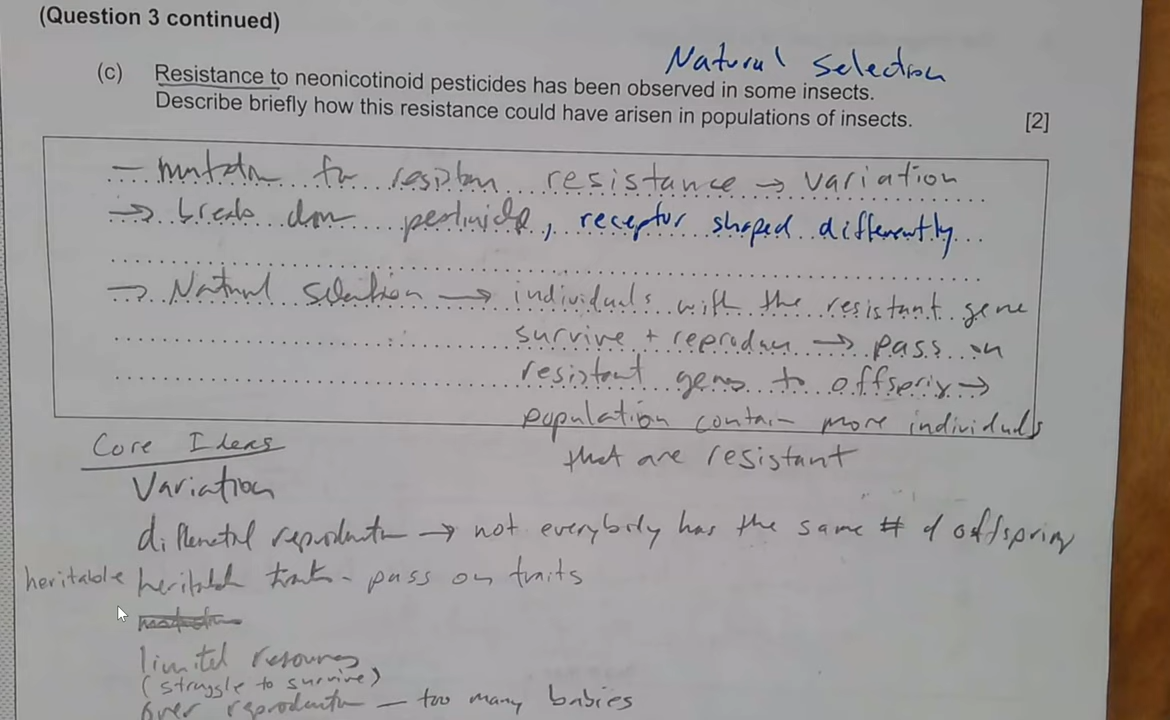 (Question 3 continued)
Natural Selection
(c) Resistance to neonicotinoid pesticides has been observed in some insects.
Describe briefly how this resistance could have arisen in populations of insects. [2]
– mutation for resistance → variation
→ break down pesticide, receptor shaped differently
→ Natural selection → individuals with the resistant gene
survive + reproduce → pass on
resistant genes to offspring →
population contain more individuals
that are resistant
Core Ideas
Variation
differential reproduction → not everybody has the same # of offspring
heritable heritable traits - pass on traits
limited resources
(struggle to survive)
over reproduction – too many babies